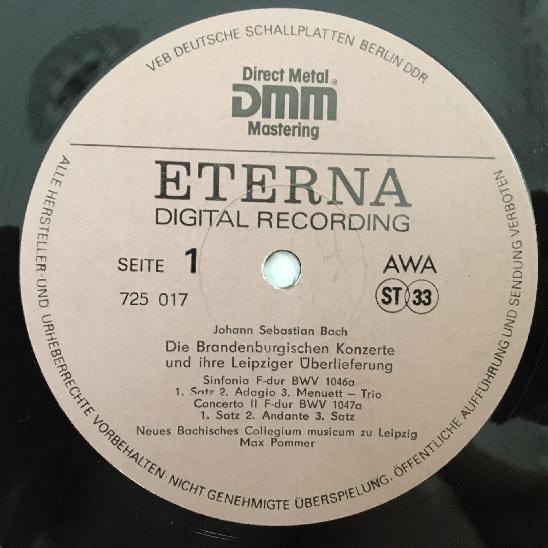 VEB DEUTSCHE SCHALLPLATTEN BERLIN DDR
Direct Metal
DMM
Mastering
ETERNA
DIGITAL RECORDING
SEITE 1
AWA
725 017
ST 33
Johann Sebastian Bach
Die Brandenburgischen Konzerte
und ihre Leipziger Überlieferung
Sinfonia F-dur BWV 1046a
1. Satz 2. Adagio 3. Menuett – Trio
Concerto II F-dur BWV 1047a
1. Satz 2. Andante 3. Satz
Neues Bachisches Collegium musicum zu Leipzig
Max Pommer
ALLE HERSTELLER- UND URHEBERRECHTE VORBEHALTEN · NICHT GENEHMIGTE ÜBERSPIELUNG, ÖFFENTLICHE AUFFÜHRUNG UND SENDUNG VERBOTEN